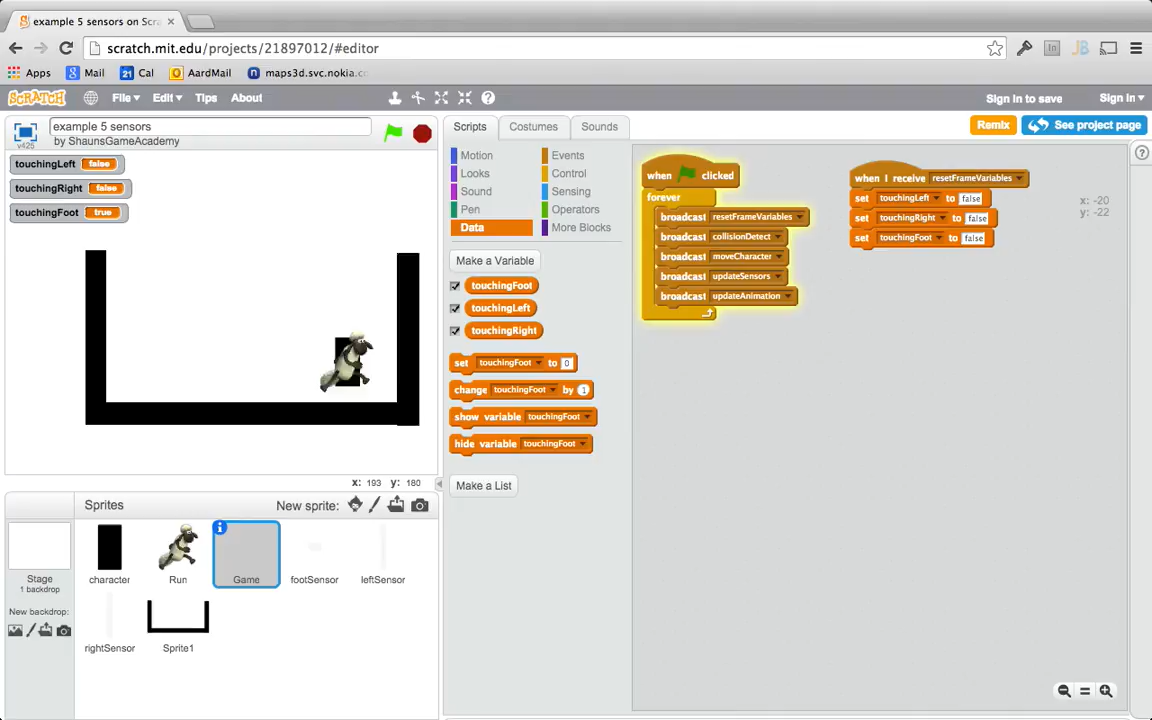 example 5 sensors on Scra
scratch.mit.edu/projects/21897012/#editor
Apps Mail 21 Cal AardMail maps3d.svc.nokia.co
SCRATCH File Edit Tips About Sign in to save Sign in
example 5 sensors
by ShaunsGameAcademy
v425
Scripts Costumes Sounds
Remix See project page
touchingLeft false
touchingRight false
touchingFoot true
Motion Events
Looks Control
Sound Sensing
Pen Operators
Data More Blocks
Make a Variable
touchingFoot
touchingLeft
touchingRight
set touchingFoot to 0
change touchingFoot by 1
show variable touchingFoot
hide variable touchingFoot
Make a List
when clicked
forever
broadcast resetFrameVariables
broadcast collisionDetect
broadcast moveCharacter
broadcast updateSensors
broadcast updateAnimation
when I receive resetFrameVariables
set touchingLeft to false
set touchingRight to false
set touchingFoot to false
x: -20
y: -22
x: 193 y: 180
Sprites New sprite:
Stage
1 backdrop
New backdrop:
character Run Game footSensor leftSensor
rightSensor Sprite1